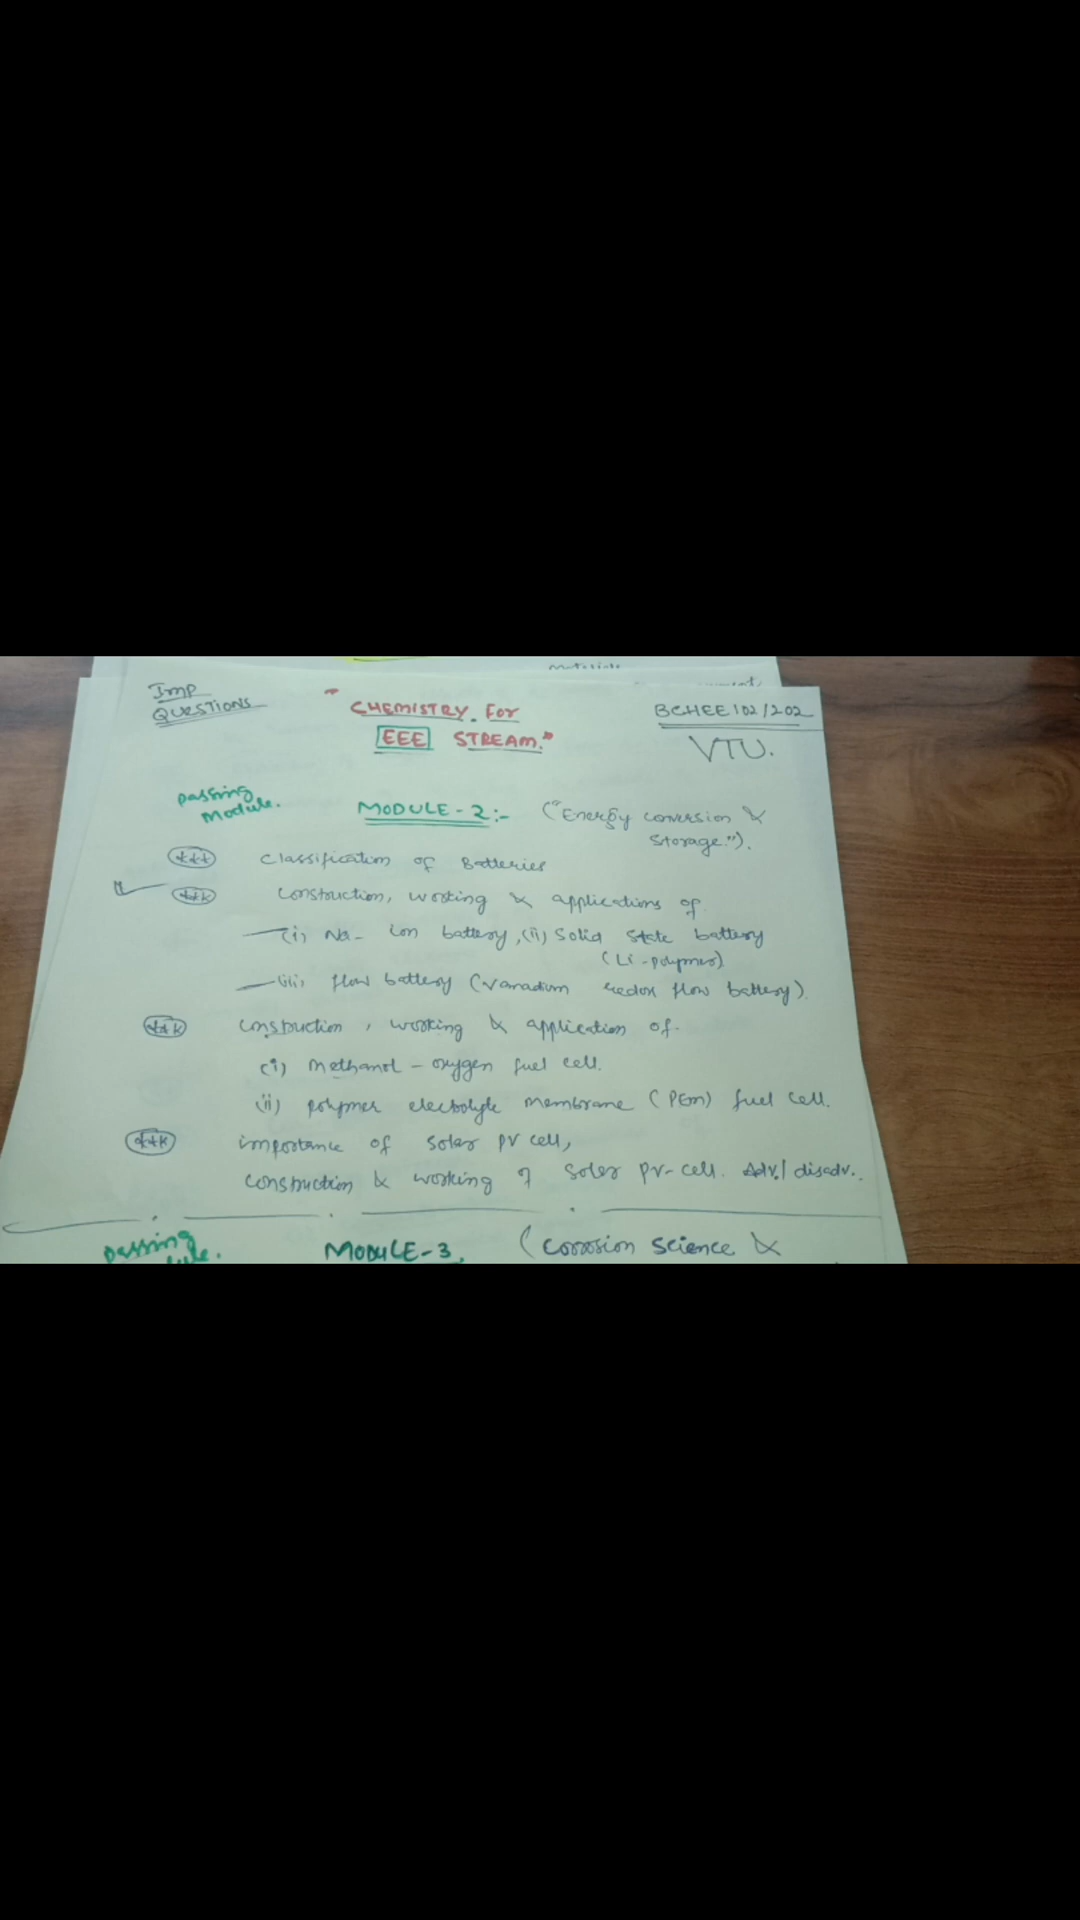 Imp
QUESTIONS
"CHEMISTRY. For
EEE STREAM."
BCHEE102/202
VTU.
passing
Module.
MODULE-2:- ("Energy conversion &
Storage.").
*** Classification of Batteries
*** construction, working & applications of.
(i) Na- ion battery, (ii) Solid state battery
(Li-polymer)
(iii) flow battery (Vanadium redox flow battery)
*** construction, working & application of.
(i) methanol - oxygen fuel cell.
(ii) polymer electrolyte membrane (PEM) fuel cell.
*** importance of solar PV cell,
construction & working of solar PV-cell. Adv./disadv..
passing
MODULE-3. (Corrosion Science &